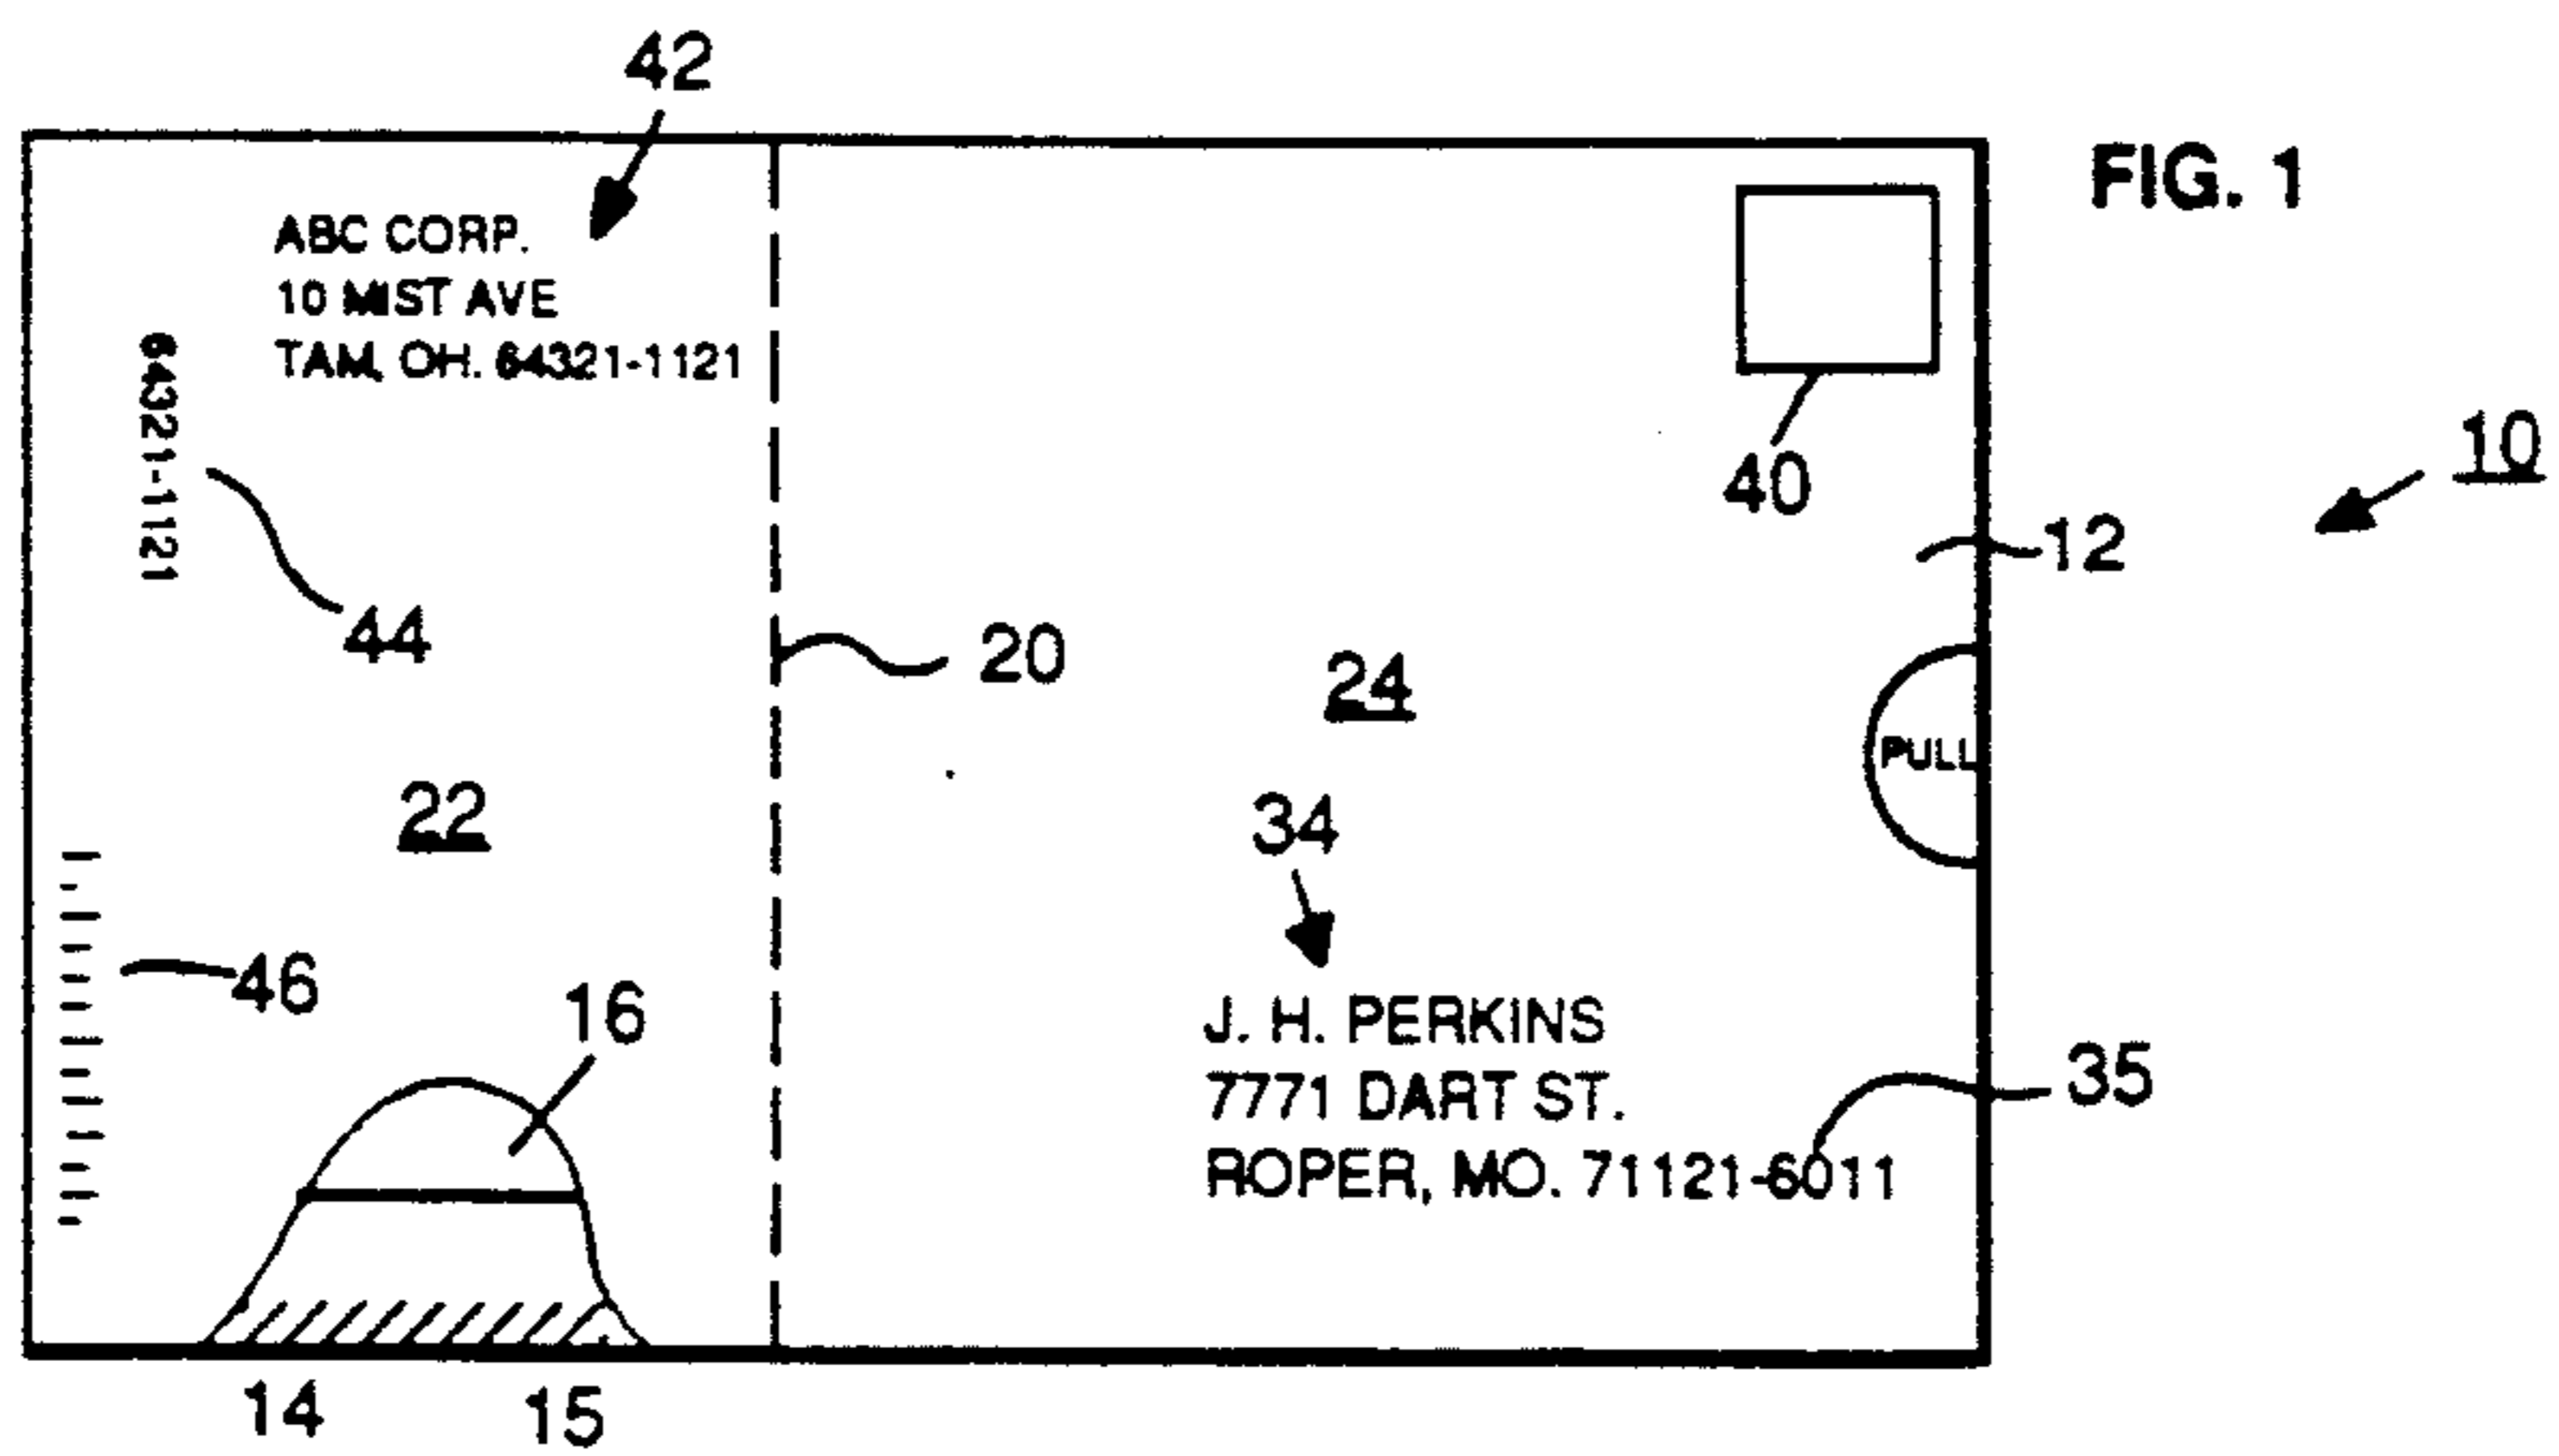 42
FIG. 1
ABC CORP.
10 MIST AVE
TAM, OH. 64321-1121
64321-1121
40
10
12
44
20
24
PULL
22
34
46
16
J. H. PERKINS
7771 DART ST.
ROPER, MO. 71121-6011
35
14
15